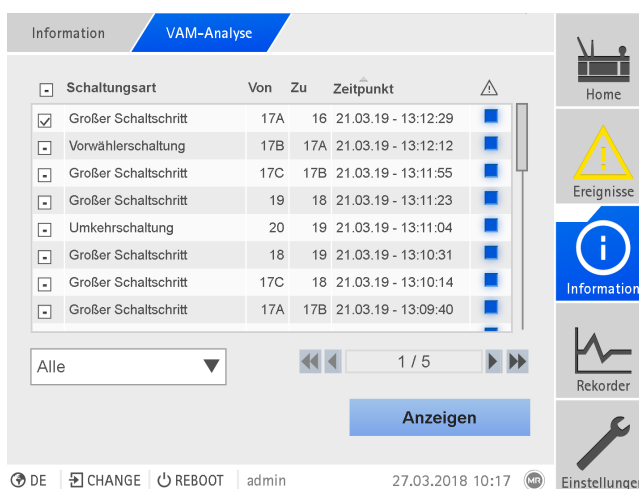 Information
VAM-Analyse
Schaltungsart Von Zu Zeitpunkt
Großer Schaltschritt 17A 16 21.03.19 - 13:12:29
Vorwählerschaltung 17B 17A 21.03.19 - 13:12:12
Großer Schaltschritt 17C 17B 21.03.19 - 13:11:55
Großer Schaltschritt 19 18 21.03.19 - 13:11:23
Umkehrschaltung 20 19 21.03.19 - 13:11:04
Großer Schaltschritt 18 19 21.03.19 - 13:10:31
Großer Schaltschritt 17C 18 21.03.19 - 13:10:14
Großer Schaltschritt 17A 17B 21.03.19 - 13:09:40
Alle
1 / 5
Anzeigen
DE CHANGE REBOOT admin 27.03.2018 10:17 MR
Home
Ereignisse
Information
Rekorder
Einstellunge